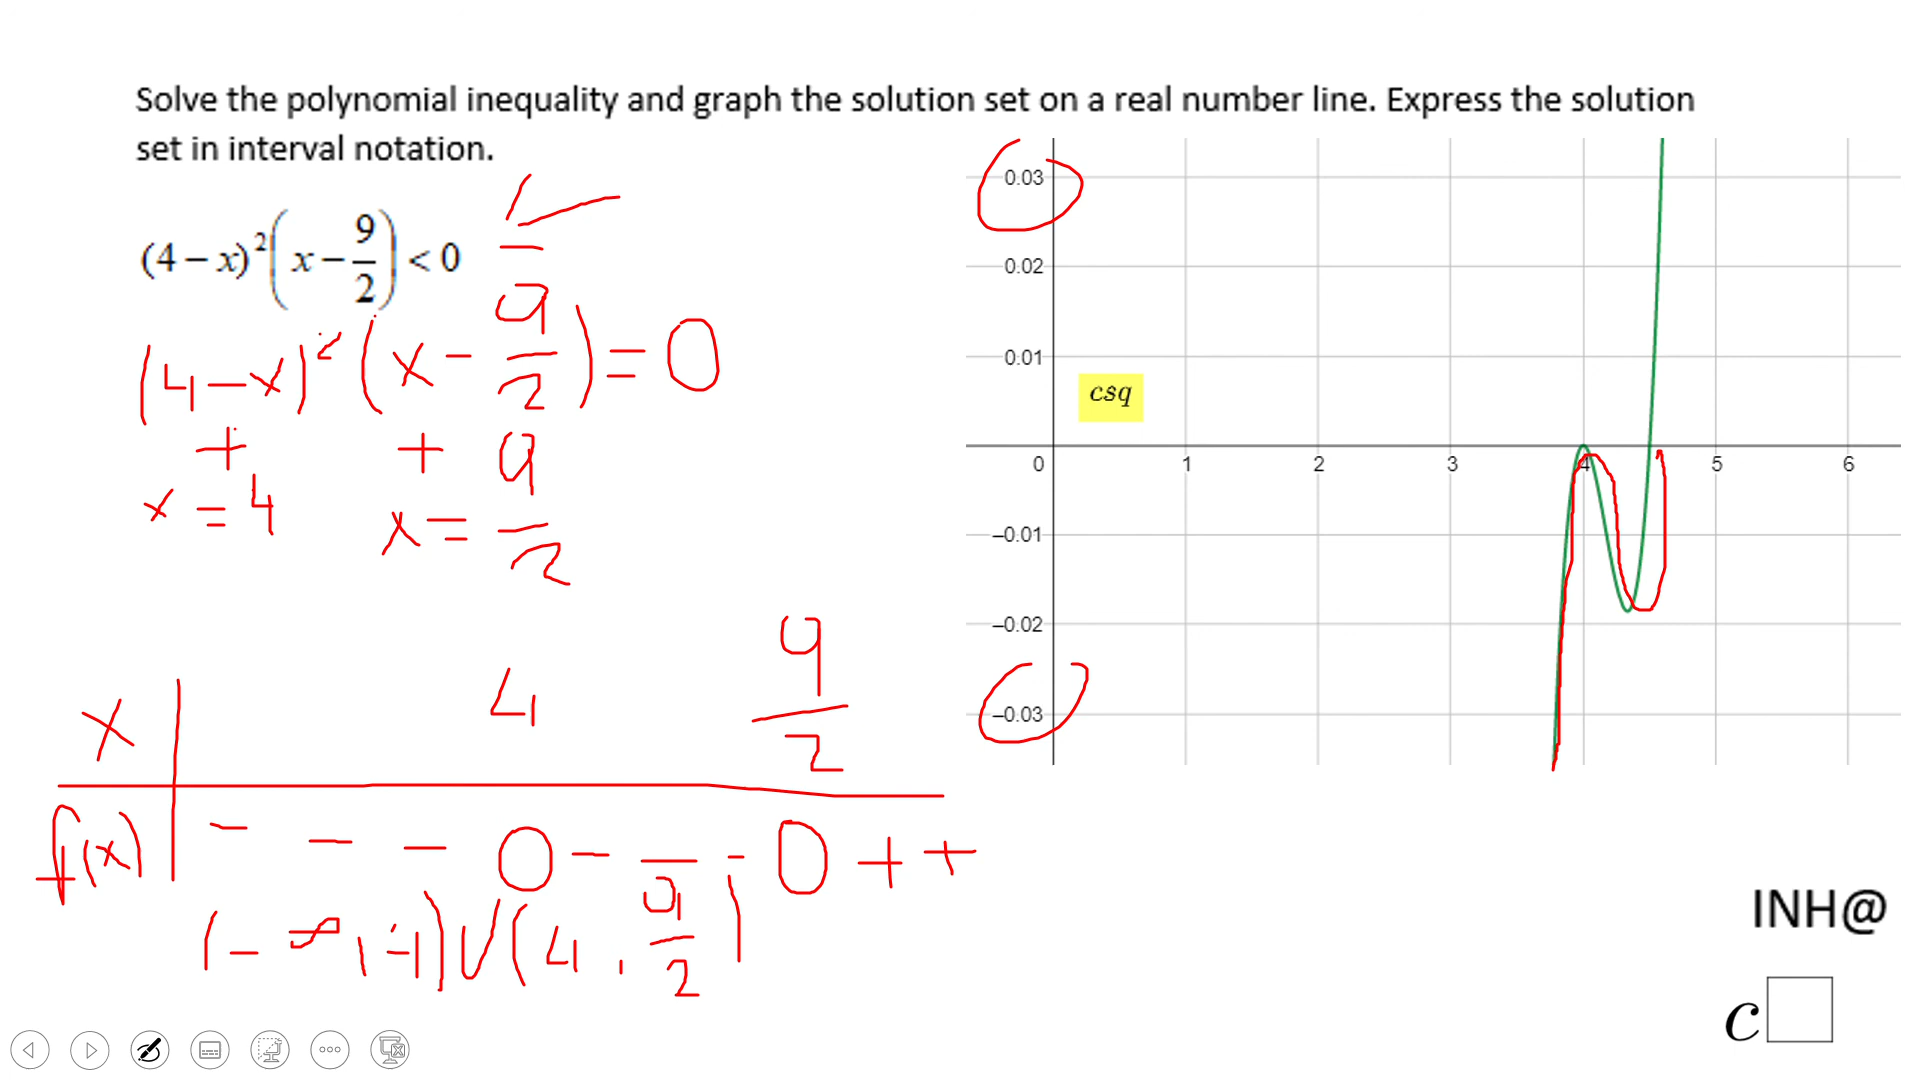 Solve the polynomial inequality and graph the solution set on a real number line. Express the solution
set in interval notation.
(4 − x)²(x − 9/2) < 0
(4 − x)² (x − 9/2) = 0
+ + 9
x = 4 x = 9/2
x 4 9/2
f(x) − − − 0 − − − 0 + +
(−∞, 4) ∪ (4, 9/2)
0.03
0.02
0.01
csq
0 1 2 3 4 5 6
−0.01
−0.02
−0.03
INH@
c